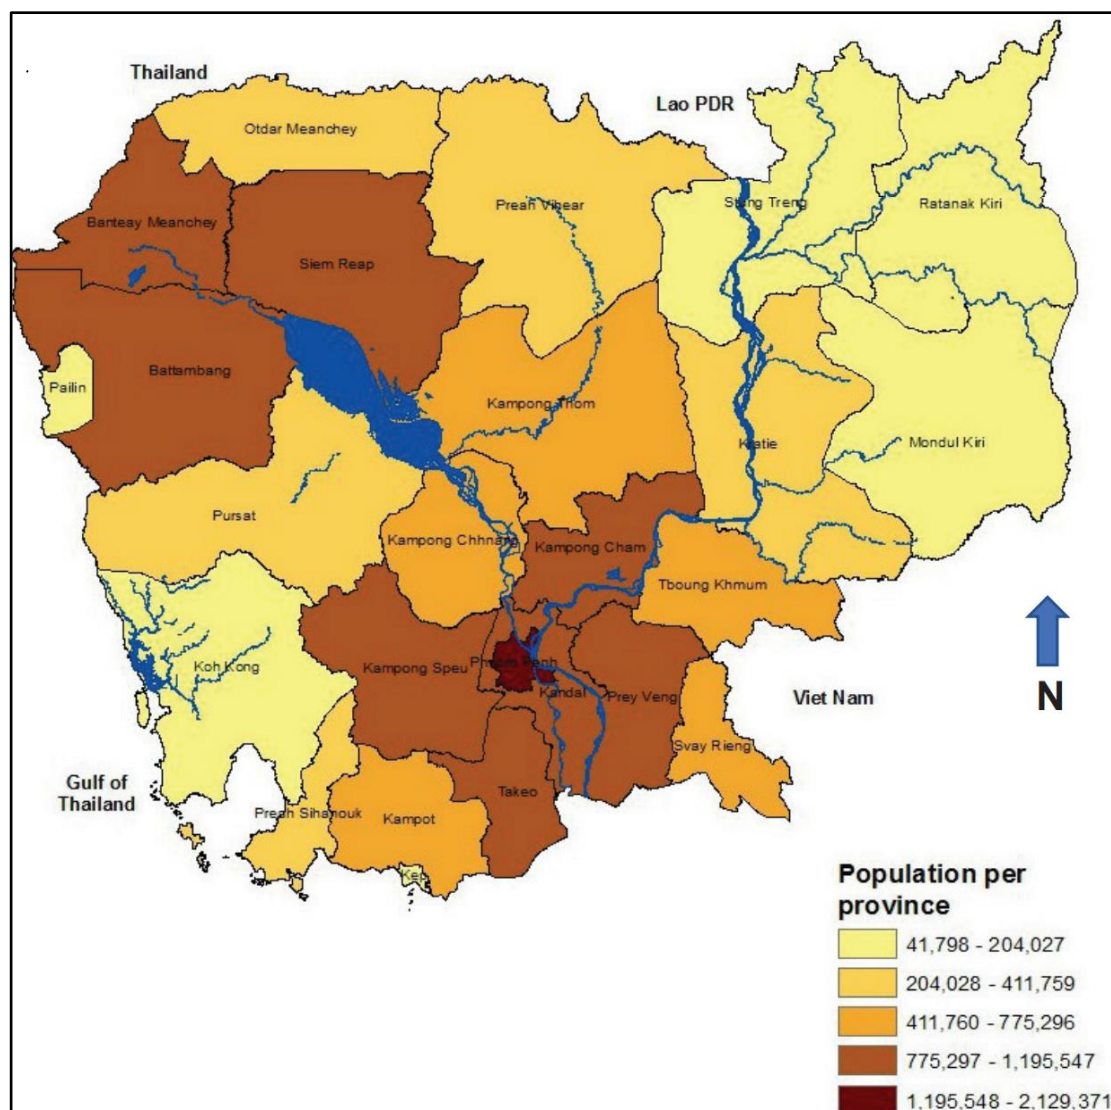 Thailand
Lao PDR
Otdar Meanchey
Preah Vihear
Stung Treng
Ratanak Kiri
Banteay Meanchey
Siem Reap
Pailin
Battambang
Kampong Thom
Kratie
Mondul Kiri
Pursat
Kampong Chhnang
Kampong Cham
Tboung Khmum
Koh Kong
Kampong Speu
Phnom Penh
Kandal
Prey Veng
Viet Nam
N
Svay Rieng
Gulf of
Thailand
Takeo
Preah Sihanouk
Kampot
Kep
Population per
province
41,798 - 204,027
204,028 - 411,759
411,760 - 775,296
775,297 - 1,195,547
1,195,548 - 2,129,371